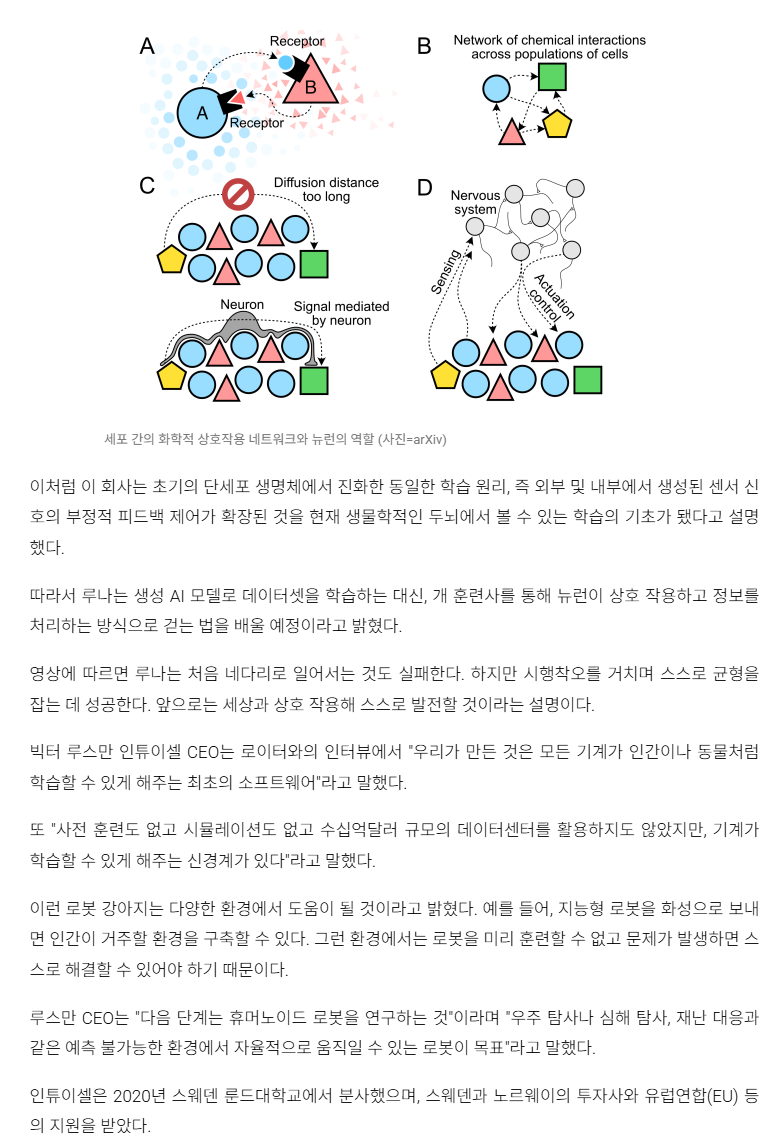 A
Receptor
A
B
Receptor
B
Network of chemical interactions
across populations of cells
C
Diffusion distance
too long
Neuron
Signal mediated
by neuron
D
Nervous
system
Sensing
Actuation
control
세포 간의 화학적 상호작용 네트워크와 뉴런의 역할 (사진=arXiv)
이처럼 이 회사는 초기의 단세포 생명체에서 진화한 동일한 학습 원리, 즉 외부 및 내부에서 생성된 센서 신
호의 부정적 피드백 제어가 확장된 것을 현재 생물학적인 두뇌에서 볼 수 있는 학습의 기초가 됐다고 설명
했다.
따라서 루나는 생성 AI 모델로 데이터셋을 학습하는 대신, 개 훈련사를 통해 뉴런이 상호 작용하고 정보를
처리하는 방식으로 걷는 법을 배울 예정이라고 밝혔다.
영상에 따르면 루나는 처음 네다리로 일어서는 것도 실패한다. 하지만 시행착오를 거치며 스스로 균형을
잡는 데 성공한다. 앞으로는 세상과 상호 작용해 스스로 발전할 것이라는 설명이다.
빅터 루스만 인튜이셀 CEO는 로이터와의 인터뷰에서 "우리가 만든 것은 모든 기계가 인간이나 동물처럼
학습할 수 있게 해주는 최초의 소프트웨어"라고 말했다.
또 "사전 훈련도 없고 시뮬레이션도 없고 수십억달러 규모의 데이터센터를 활용하지도 않았지만, 기계가
학습할 수 있게 해주는 신경계가 있다"라고 말했다.
이런 로봇 강아지는 다양한 환경에서 도움이 될 것이라고 밝혔다. 예를 들어, 지능형 로봇을 화성으로 보내
면 인간이 거주할 환경을 구축할 수 있다. 그런 환경에서는 로봇을 미리 훈련할 수 없고 문제가 발생하면 스
스로 해결할 수 있어야 하기 때문이다.
루스만 CEO는 "다음 단계는 휴머노이드 로봇을 연구하는 것"이라며 "우주 탐사나 심해 탐사, 재난 대응과
같은 예측 불가능한 환경에서 자율적으로 움직일 수 있는 로봇이 목표"라고 말했다.
인튜이셀은 2020년 스웨덴 룬드대학교에서 분사했으며, 스웨덴과 노르웨이의 투자사와 유럽연합(EU) 등
의 지원을 받았다.